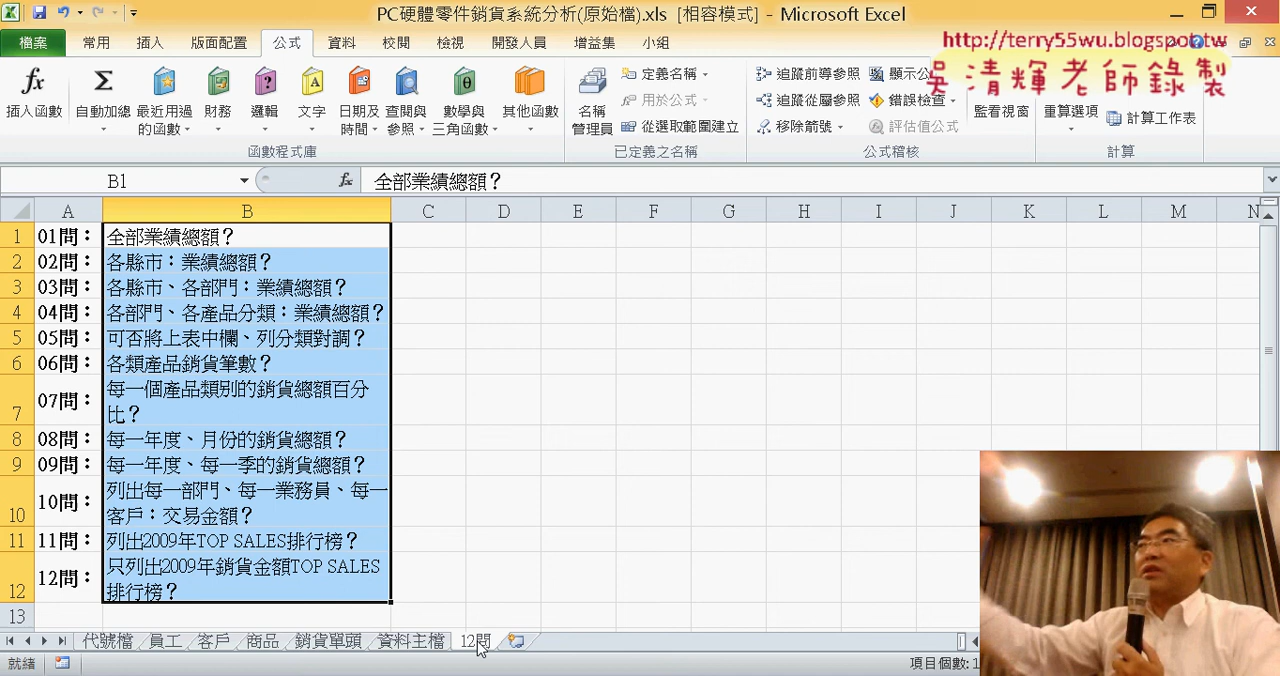 PC硬體零件銷貨系統分析(原始檔).xls [相容模式] - Microsoft Excel
檔案 常用 插入 版面配置 公式 資料 校閱 檢視 開發人員 增益集 小組
http://terry55wu.blogspot.tw
吳清輝老師錄製
插入函數 自動加總 最近用過的函數 財務 邏輯 文字 日期及時間 查閱與參照 數學與三角函數 其他函數
函數程式庫
名稱管理員 定義名稱 用於公式 從選取範圍建立
已定義之名稱
追蹤前導參照 追蹤從屬參照 移除箭號 顯示公 錯誤檢查 評估值公式 監看視窗
公式稽核
重算選項 計算工作表
計算
B1 fx 全部業績總額?
A B C D E F G H I J K L M N
1 01問: 全部業績總額?
2 02問: 各縣市:業績總額?
3 03問: 各縣市、各部門:業績總額?
4 04問: 各部門、各產品分類:業績總額?
5 05問: 可否將上表中欄、列分類對調?
6 06問: 各類產品銷貨筆數?
7 07問: 每一個產品類別的銷貨總額百分
比?
8 08問: 每一年度、月份的銷貨總額?
9 09問: 每一年度、每一季的銷貨總額?
10 10問: 列出每一部門、每一業務員、每一
客戶:交易金額?
11 11問: 列出2009年TOP SALES排行榜?
12 12問: 只列出2009年銷貨金額TOP SALES
排行榜?
13
代號檔 員工 客戶 商品 銷貨單頭 資料主檔 12問
就緒 項目個數: 1